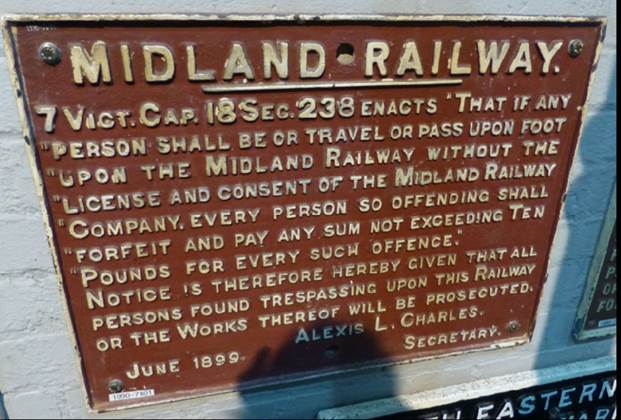 MIDLAND RAILWAY.
7 VICT. CAP. 18 SEC. 238 ENACTS "THAT IF ANY
"PERSON SHALL BE OR TRAVEL OR PASS UPON FOOT
"UPON THE MIDLAND RAILWAY WITHOUT THE
"LICENSE AND CONSENT OF THE MIDLAND RAILWAY
"COMPANY, EVERY PERSON SO OFFENDING SHALL
"FORFEIT AND PAY ANY SUM NOT EXCEEDING TEN
"POUNDS FOR EVERY SUCH OFFENCE."
NOTICE IS THEREFORE HEREBY GIVEN THAT ALL
PERSONS FOUND TRESPASSING UPON THIS RAILWAY
OR THE WORKS THEREOF WILL BE PROSECUTED.
ALEXIS L. CHARLES.
SECRETARY.
JUNE 1899.
1990-7401
EASTERN